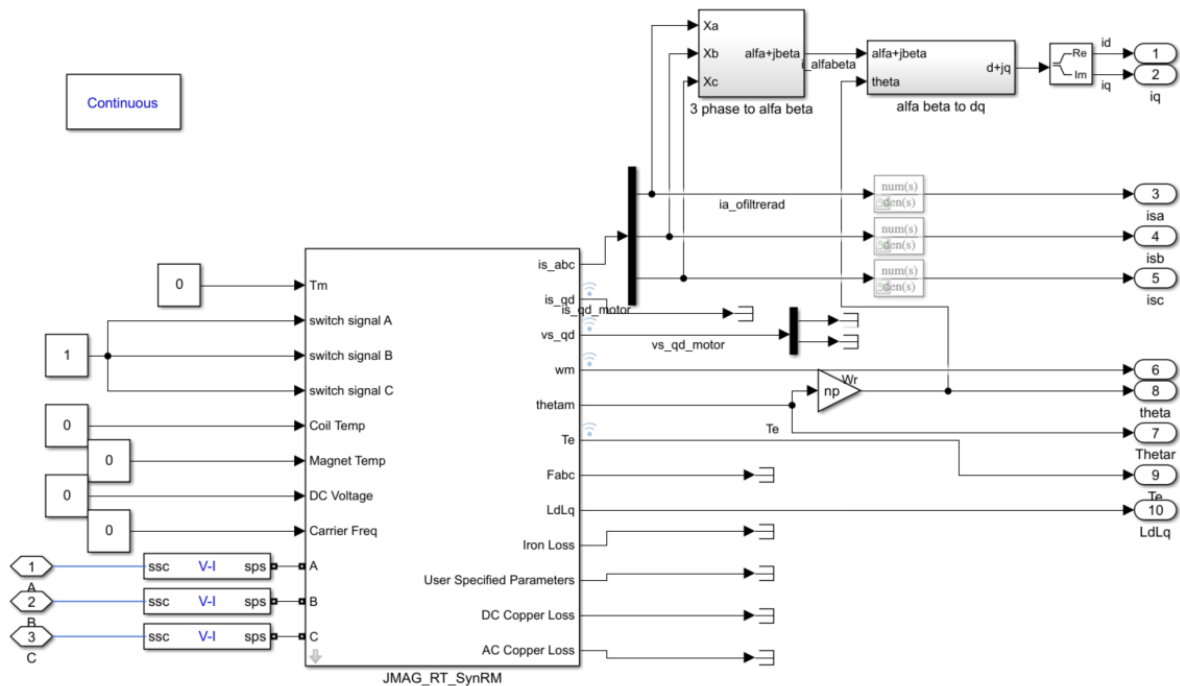 Continuous
Xa
Xb
Xc
alfa+jbeta
3 phase to alfa beta
i_alfabeta
alfa+jbeta
theta
d+jq
alfa beta to dq
Re
Im
id
iq
1
2
iq
ia_ofiltrerad
num(s)
den(s)
3
isa
num(s)
den(s)
4
isb
num(s)
den(s)
5
isc
0
1
0
0
0
0
Tm
switch signal A
switch signal B
switch signal C
Coil Temp
Magnet Temp
DC Voltage
Carrier Freq
A
B
C
is_abc
is_qd
vs_qd
wm
thetam
Te
Fabc
LdLq
Iron Loss
User Specified Parameters
DC Copper Loss
AC Copper Loss
JMAG_RT_SynRM
is_qd_motor
vs_qd_motor
Wr
np
Te
6
8
theta
7
Thetar
9
Te
10
LdLq
1
A
ssc V-I sps
2
B
ssc V-I sps
3
C
ssc V-I sps